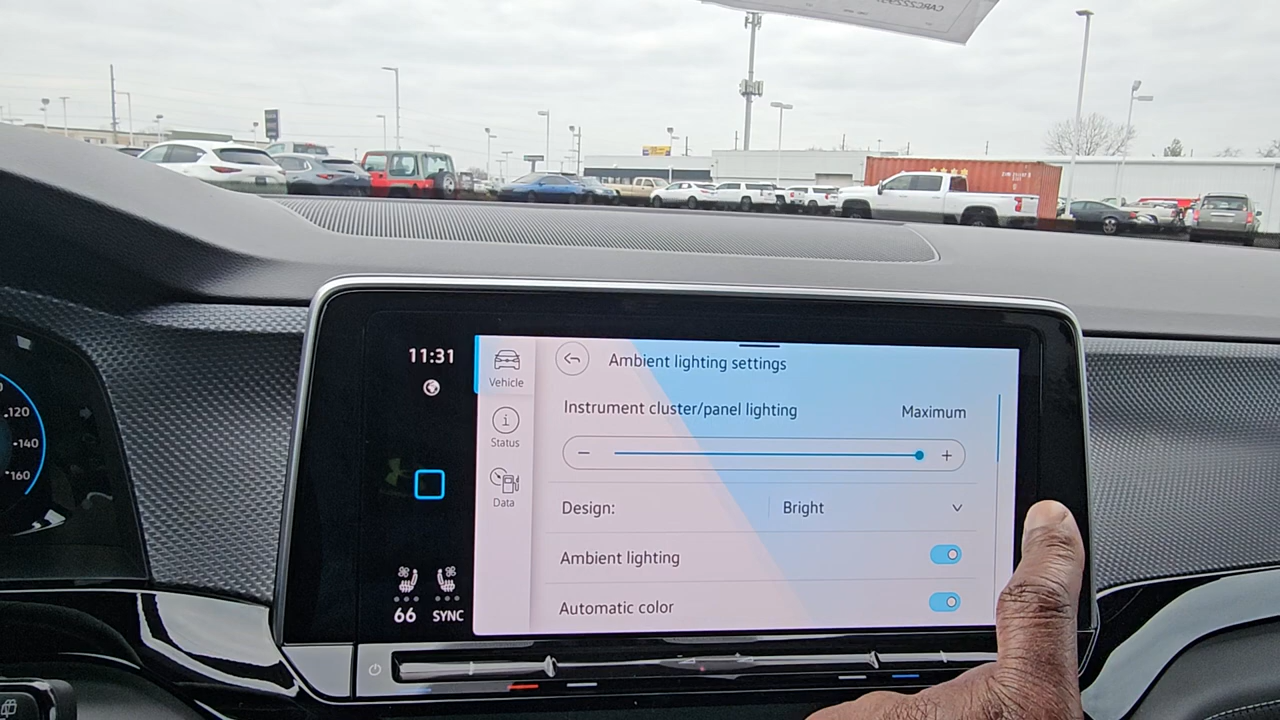 120
140
160
11:31
66
SYNC
Vehicle
Status
Data
Ambient lighting settings
Instrument cluster/panel lighting
Maximum
Design:
Bright
Ambient lighting
Automatic color